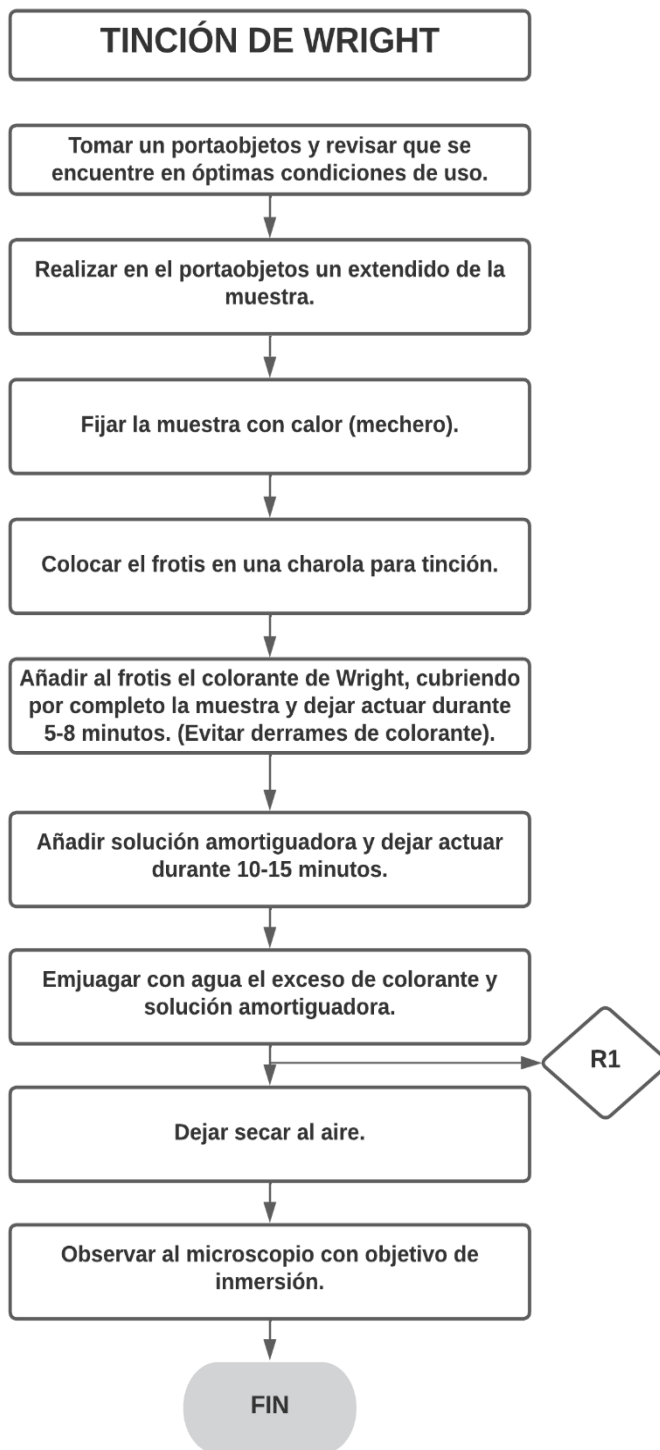 TINCIÓN DE WRIGHT
Tomar un portaobjetos y revisar que se
encuentre en óptimas condiciones de uso.
Realizar en el portaobjetos un extendido de la
muestra.
Fijar la muestra con calor (mechero).
Colocar el frotis en una charola para tinción.
Añadir al frotis el colorante de Wright, cubriendo
por completo la muestra y dejar actuar durante
5-8 minutos. (Evitar derrames de colorante).
Añadir solución amortiguadora y dejar actuar
durante 10-15 minutos.
Emjuagar con agua el exceso de colorante y
solución amortiguadora.
R1
Dejar secar al aire.
Observar al microscopio con objetivo de
inmersión.
FIN